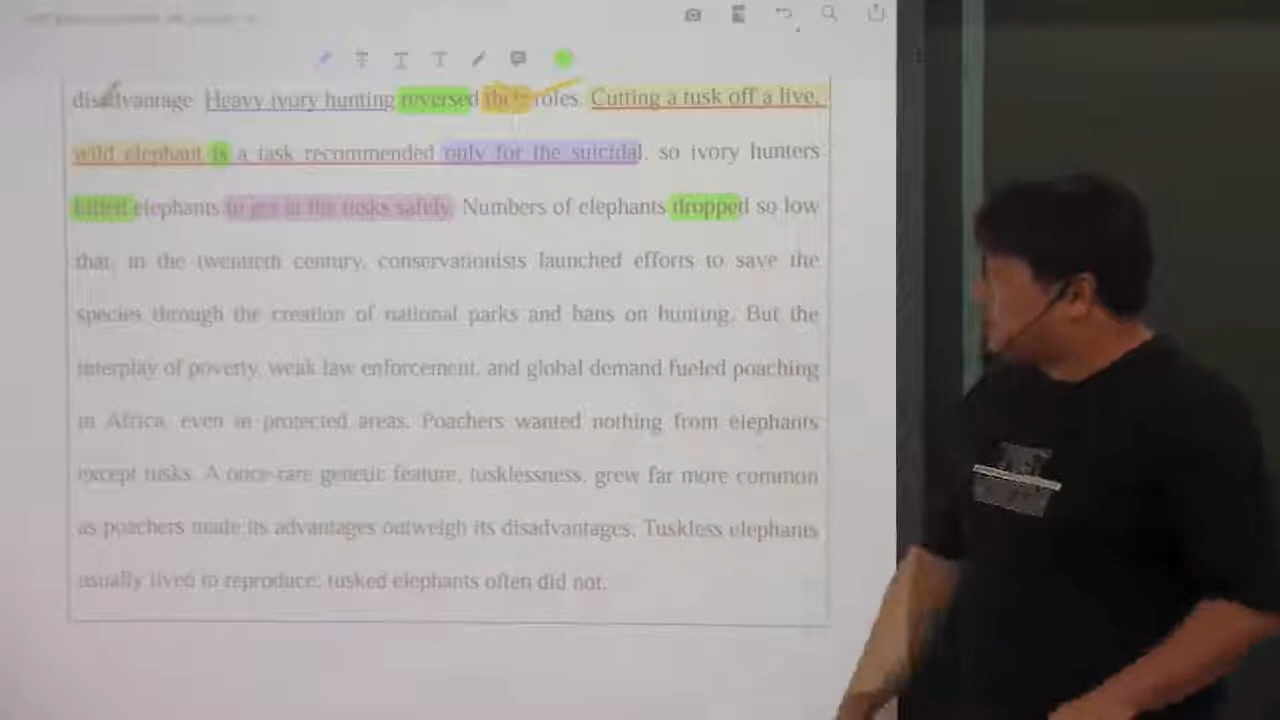 disadvantage. Heavy ivory hunting reversed roles. Cutting a tusk off a live,
wild elephant is a task recommended only for the suicidal, so ivory hunters
killed elephants to get at the tusks safely. Numbers of elephants dropped so low
that, in the twentieth century, conservationists launched efforts to save the
species through the creation of national parks and bans on hunting. But the
interplay of poverty, weak law enforcement, and global demand fueled poaching
in Africa, even in protected areas. Poachers wanted nothing from elephants
except tusks. A once-rare genetic feature, tusklessness, grew far more common
as poachers made its advantages outweigh its disadvantages. Tuskless elephants
usually lived to reproduce; tusked elephants often did not.